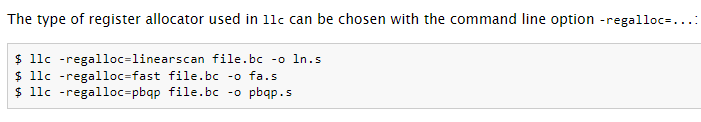 The type of register allocator used in llc can be chosen with the command line option -regalloc=...:
$ llc -regalloc=linearscan file.bc -o ln.s
$ llc -regalloc=fast file.bc -o fa.s
$ llc -regalloc=pbqp file.bc -o pbqp.s